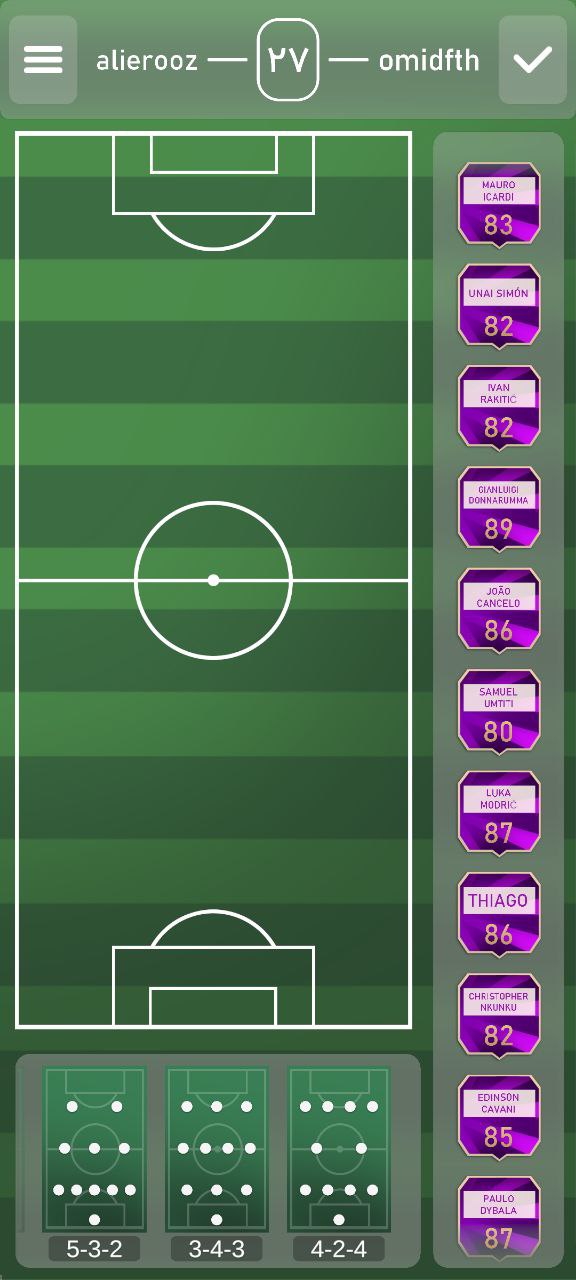 alierooz
۲۷
omidfth
MAURO
ICARDI
83
UNAI SIMÓN
82
IVAN
RAKITIĆ
82
GIANLUIGI
DONNARUMMA
89
JOÃO
CANCELO
86
SAMUEL
UMTITI
80
LUKA
MODRIĆ
87
THIAGO
86
CHRISTOPHER
NKUNKU
82
EDINSON
CAVANI
85
PAULO
DYBALA
87
5-3-2
3-4-3
4-2-4